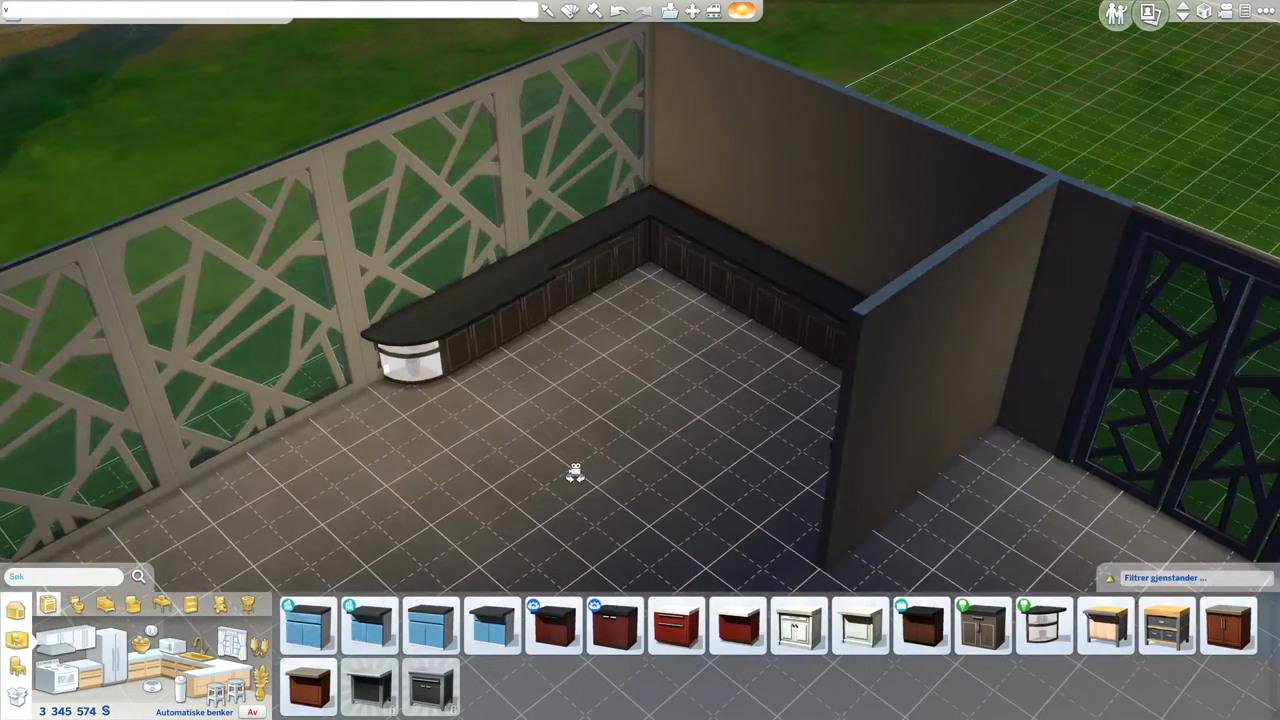 v
Søk
Filtrer gjenstander ...
3 345 574 S
Automatiske benker
Av